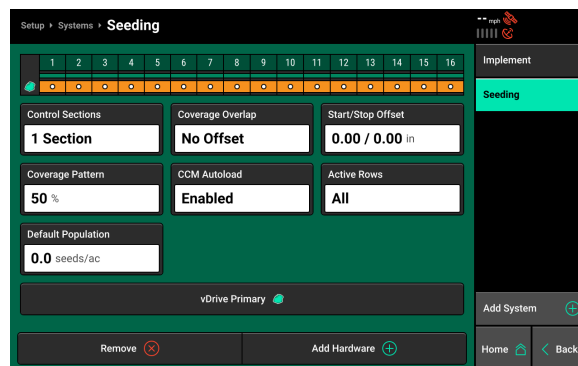 Setup › Systems › Seeding
-- mph
1 2 3 4 5 6 7 8 9 10 11 12 13 14 15 16
Implement
Seeding
Control Sections
1 Section
Coverage Overlap
No Offset
Start/Stop Offset
0.00 / 0.00 in
Coverage Pattern
50 %
CCM Autoload
Enabled
Active Rows
All
Default Population
0.0 seeds/ac
vDrive Primary
Add System
Remove
Add Hardware
Home
Back